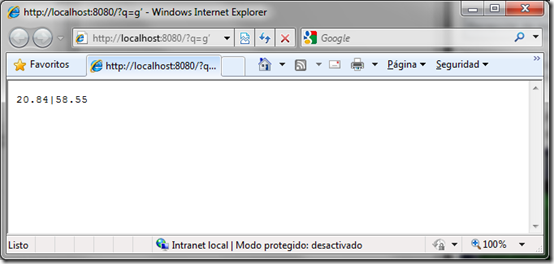 http://localhost:8080/?q=g' - Windows Internet Explorer
http://localhost:8080/?q=g'
Google
Favoritos
http://localhost:8080/?q...
Página
Seguridad
20.84|58.55
Listo
Intranet local | Modo protegido: desactivado
100%